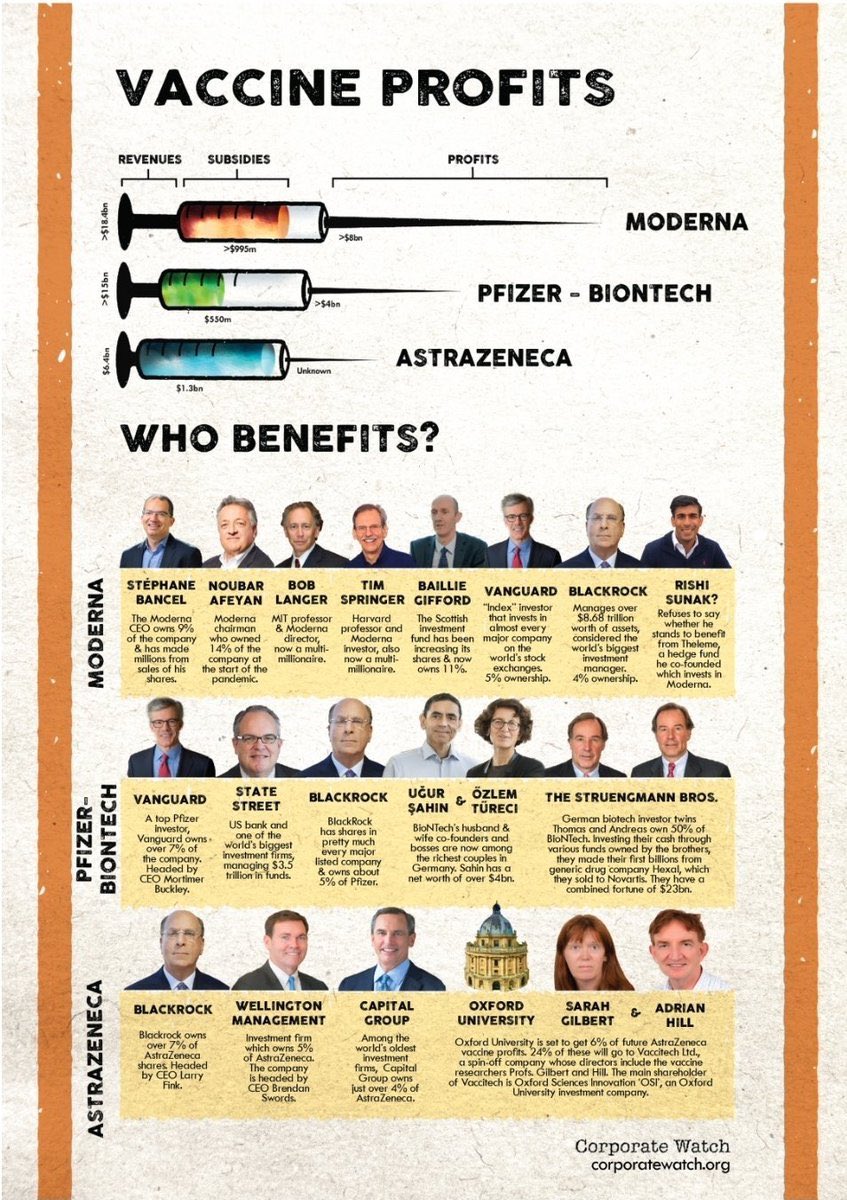 VACCINE PROFITS
REVENUES SUBSIDIES PROFITS
>$18.4bn
>$995m
>$8bn
MODERNA
>$15bn
$550m
>$4bn
PFIZER - BIONTECH
$6.4bn
$1.3bn
Unknown
ASTRAZENECA
WHO BENEFITS?
MODERNA
STÉPHANE
BANCEL
The Moderna
CEO owns 9%
of the company
& has made
millions from
sales of his
shares.
NOUBAR
AFEYAN
Moderna
chairman
who owned
14% of the
company at
the start of the
pandemic.
BOB
LANGER
MIT professor
& Moderna
director,
now a multi-
millionaire.
TIM
SPRINGER
Harvard
professor and
Moderna
investor, also
now a multi-
millionaire.
BAILLIE
GIFFORD
The Scottish
investment
fund has been
increasing its
shares & now
owns 11%.
VANGUARD
"Index" investor
that invests in
almost every
major company
on the
world's stock
exchanges.
5% ownership.
BLACKROCK
Manages over
$8.68 trillion
worth of assets,
considered the
world's biggest
investment
manager.
4% ownership.
RISHI
SUNAK?
Refuses to say
whether he
stands to benefit
from Theleme,
a hedge fund
he co-founded
which invests in
Moderna.
PFIZER-
BIONTECH
VANGUARD
A top Pfizer
Investor,
Vanguard owns
over 7% of
the company.
Headed by
CEO Mortimer
Buckley.
STATE
STREET
US bank and
one of the
world's biggest
investment firms,
managing $3.5
trillion in funds.
BLACKROCK
BlackRock
has shares in
pretty much
every major
listed company
& owns about
5% of Pfizer.
UĞUR
ŞAHIN & ÖZLEM
TÜRECI
BioNTech's husband &
wife co-founders and
bosses are now among
the richest couples in
Germany. Sahin has a
net worth of over $4bn.
THE STRUENGMANN BROS.
German biotech investor twins
Thomas and Andreas own 50% of
BioNTech. Investing their cash through
various funds owned by the brothers,
they made their first billions from
generic drug company Hexal, which
they sold to Novartis. They have a
combined fortune of $23bn.
ASTRAZENECA
BLACKROCK
Blackrock owns
over 7% of
AstraZeneca
shares. Headed
by CEO Larry
Fink.
WELLINGTON
MANAGEMENT
Investment firm
which owns 5%
of AstraZeneca.
The company
is headed by
CEO Brendan
Swords.
CAPITAL
GROUP
Among the
world's oldest
investment
firms, Capital
Group owns
just over 4% of
AstraZeneca.
OXFORD
UNIVERSITY
SARAH
GILBERT & ADRIAN
HILL
Oxford University is set to get 6% of future AstraZeneca
vaccine profits. 24% of these will go to Vaccitech Ltd.,
a spin-off company whose directors include the vaccine
researchers Profs. Gilbert and Hill. The main shareholder
of Vaccitech is Oxford Sciences Innovation 'OSI', an Oxford
University investment company.
Corporate Watch
corporatewatch.org